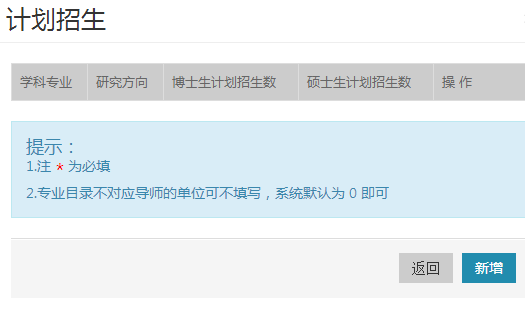 计划招生
学科专业 研究方向 博士生计划招生数 硕士生计划招生数 操 作
提示：
1.注 * 为必填
2.专业目录不对应导师的单位可不填写，系统默认为 0 即可
返回 新增